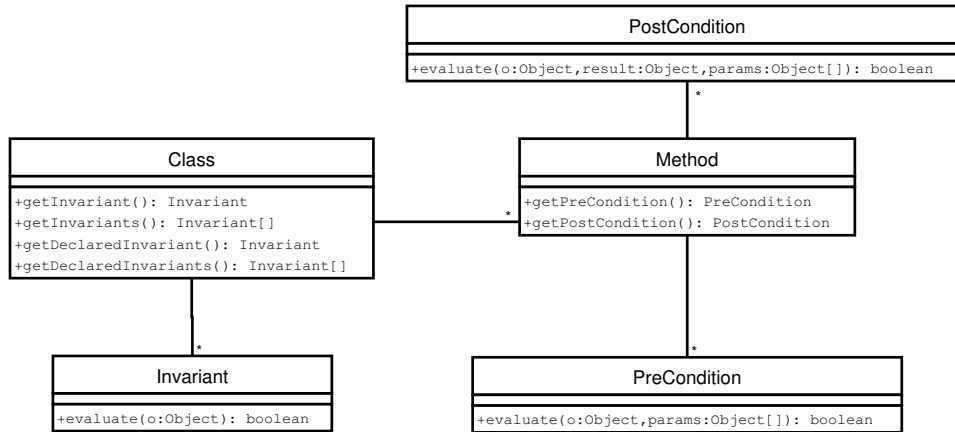 PostCondition
+evaluate(o:Object,result:Object,params:Object[]): boolean
*
Class
+getInvariant(): Invariant
+getInvariants(): Invariant[]
+getDeclaredInvariant(): Invariant
+getDeclaredInvariants(): Invariant[]
*
Method
+getPreCondition(): PreCondition
+getPostCondition(): PostCondition
*
Invariant
+evaluate(o:Object): boolean
*
PreCondition
+evaluate(o:Object,params:Object[]): boolean